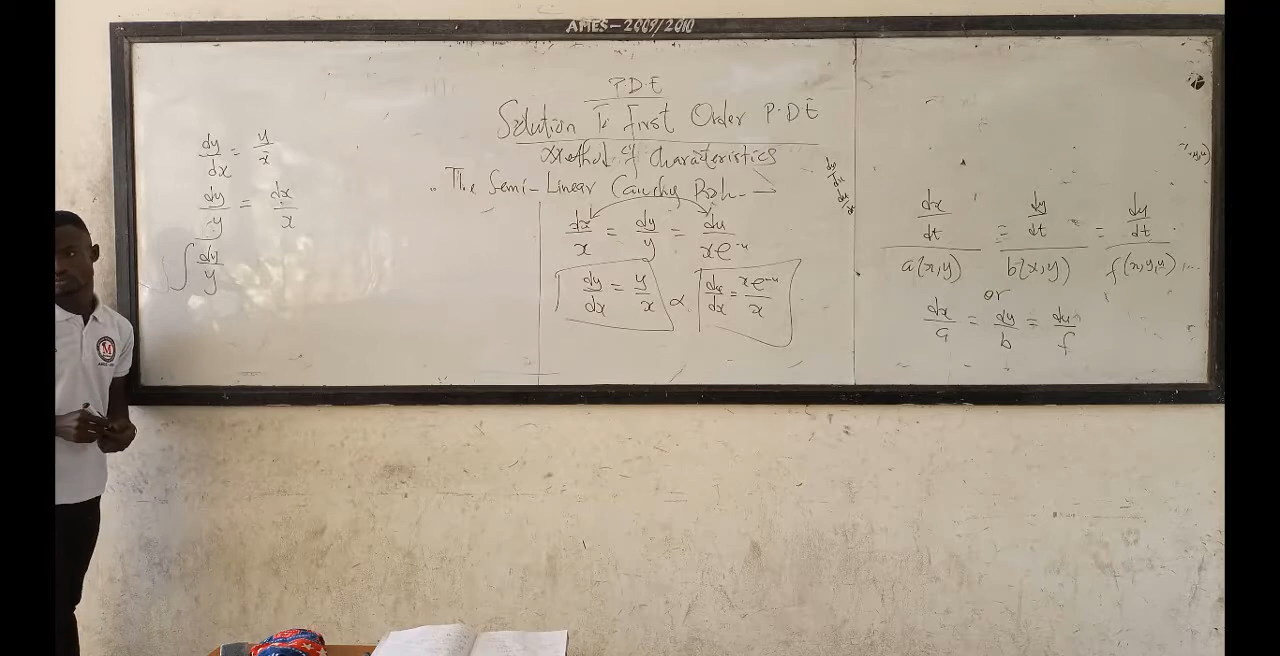 AMES-2009/2010
P.D.E
Solution To First Order P.D.E
Method of Characteristics
The Semi-Linear Cauchy Prob.
dy/dx = y/x
dy/y = dx/x
∫ dy/y
dx/x = dy/y = du/xe^-u
dy/dx = y/x & du/dx = xe^-u/x
dx/dt / a(x,y) = dy/dt / b(x,y) = du/dt / f(x,y,u) ...
or
dx/a = dy/b = du/f
M